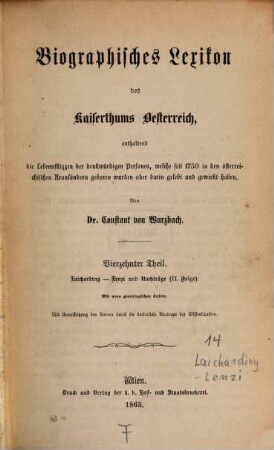 Biographisches Lexikon
des
Kaiserthums Oesterreich,
enthaltend
die Lebensskizzen der denkwürdigen Personen, welche seit 1750 in den österrei-
chischen Kronländern geboren wurden oder darin gelebt und gewirkt haben.
Von
Dr. Constant von Wurzbach.
Vierzehnter Theil.
Laicharding — Lenzi und Nachträge (II. Folge).
Mit neun genealogischen Tafeln.
Mit Unterstützung des Autors durch die kaiserliche Akademie der Wissenschaften.
14
Laicharding-
Lenzi
Wien.
Druck und Verlag der k. k. Hof- und Staatsdruckerei.
1865.